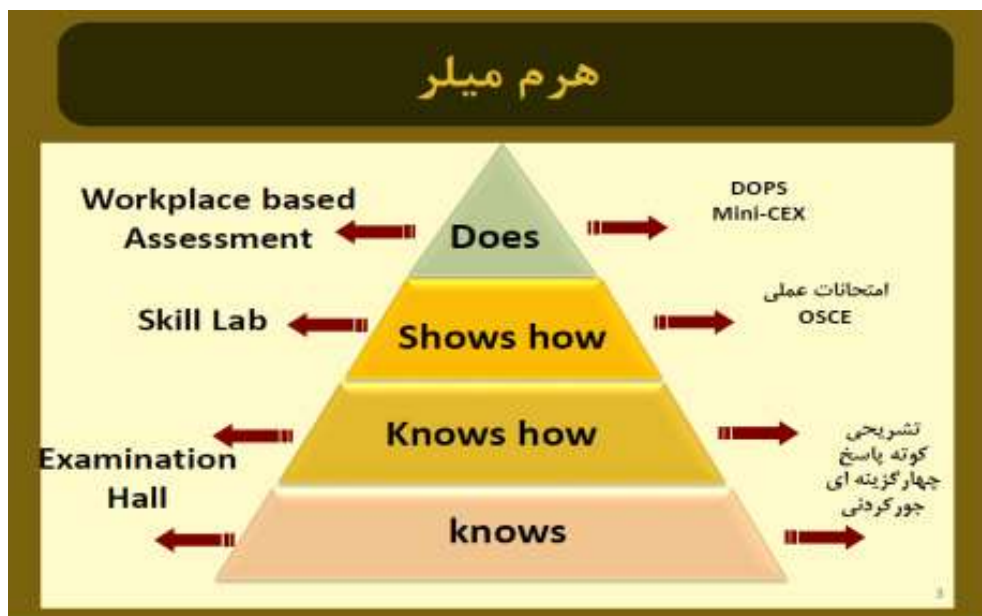 هرم میلر
Workplace based
Assessment
Does
DOPS
Mini-CEX
Skill Lab
Shows how
امتحانات عملی
OSCE
Examination
Hall
Knows how
knows
تشریحی
کوته پاسخ
چهارگزینه ای
جورکردنی
3